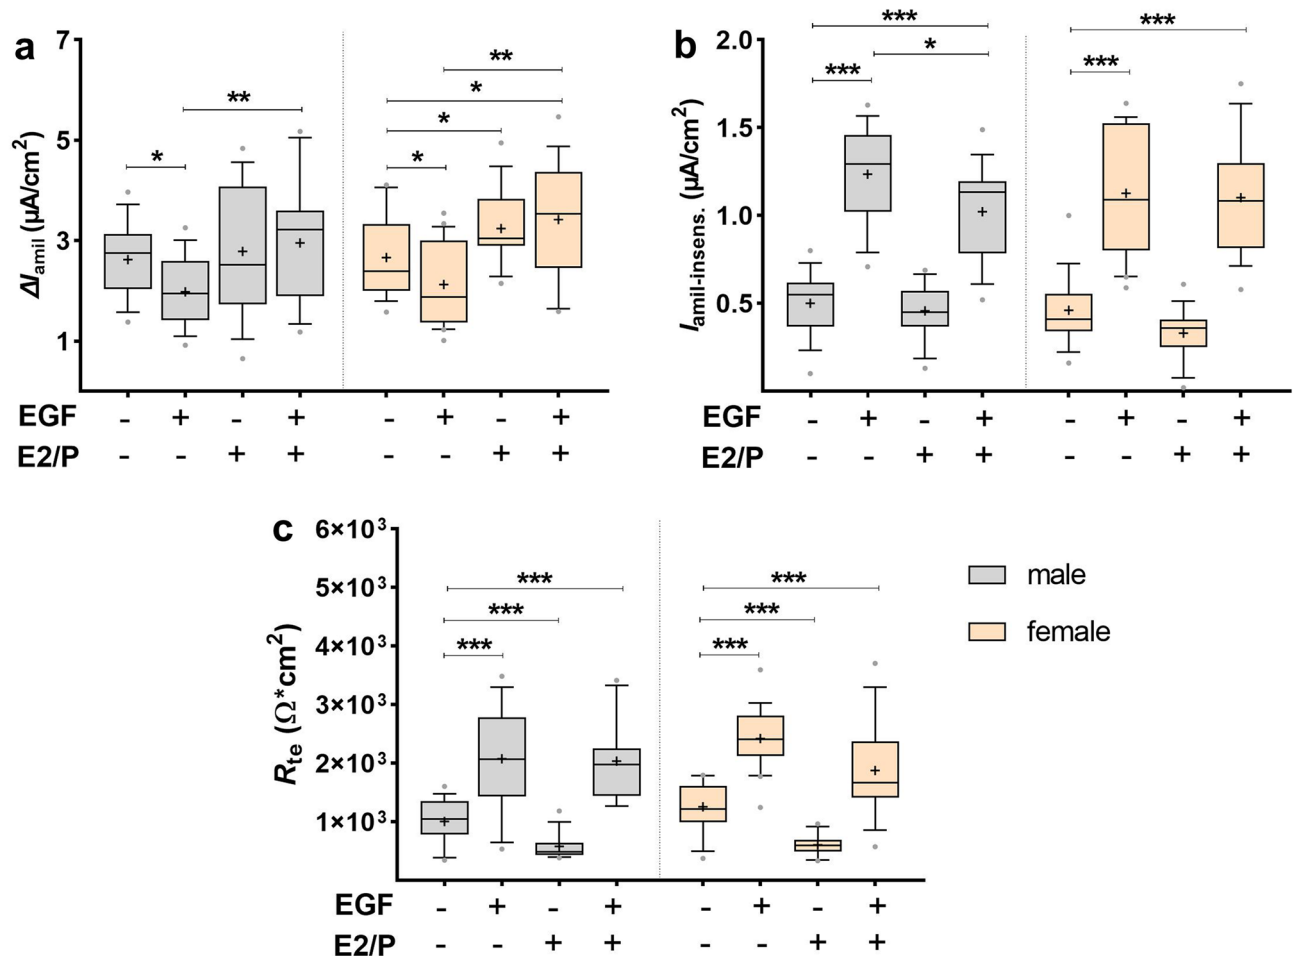 a
7
5
3
1
ΔIamil (µA/cm2)
* ** * * * **
EGF - + - + - + - +
E2/P - - + + - - + +
b
2.0
1.5
1.0
0.5
Iamil-insens. (µA/cm2)
*** * *** *** ***
EGF - + - + - + - +
E2/P - - + + - - + +
c
6×10³
5×10³
4×10³
3×10³
2×10³
1×10³
Rte (Ω*cm2)
*** *** *** *** *** ***
EGF - + - + - + - +
E2/P - - + + - - + +
male
female